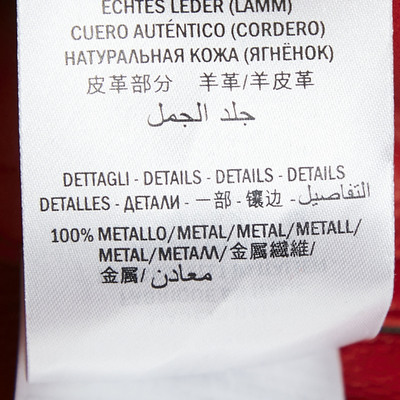 ECHTES LEDER (LAMM)
CUERO AUTÉNTICO (CORDERO)
НАТУРАЛЬНАЯ КОЖА (ЯГНЁНОК)
皮革部分 羊革/羊皮革
جلد الجمل
DETTAGLI - DETAILS - DETAILS - DETAILS
DETALLES - ДЕТАЛИ - 一部 - 镶边 - التفاصيل
100% METALLO/METAL/METAL/METALL/
METAL/МЕТАЛЛ/金属繊維/
金属/ معادن